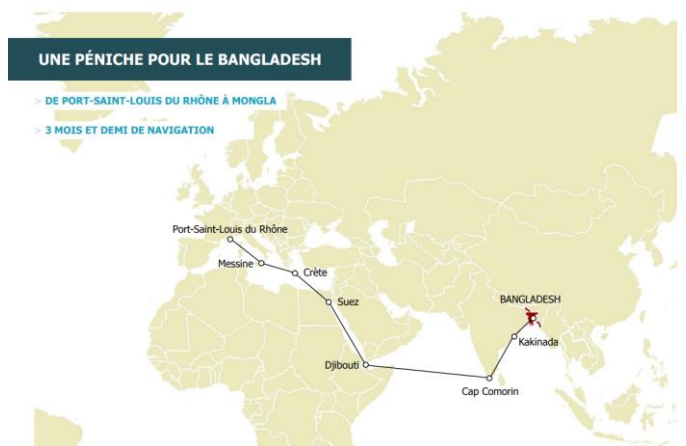 UNE PÉNICHE POUR LE BANGLADESH
> DE PORT-SAINT-LOUIS DU RHÔNE À MONGLA
> 3 MOIS ET DEMI DE NAVIGATION
Port-Saint-Louis du Rhône
Messine
Crète
Suez
BANGLADESH
Kakinada
Djibouti
Cap Comorin